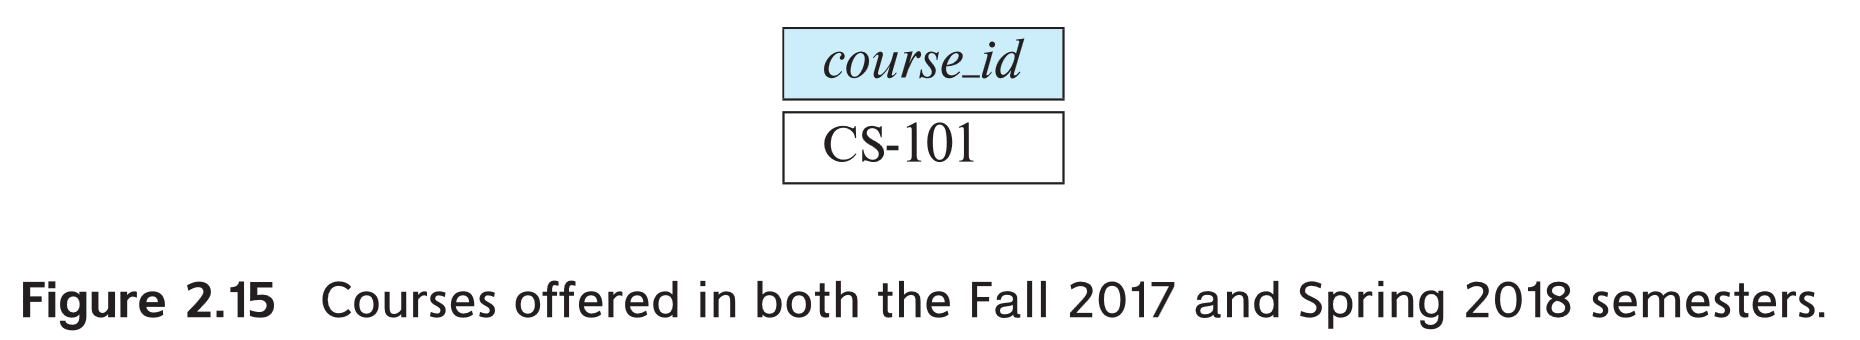 course_id
CS-101
Figure 2.15 Courses offered in both the Fall 2017 and Spring 2018 semesters.